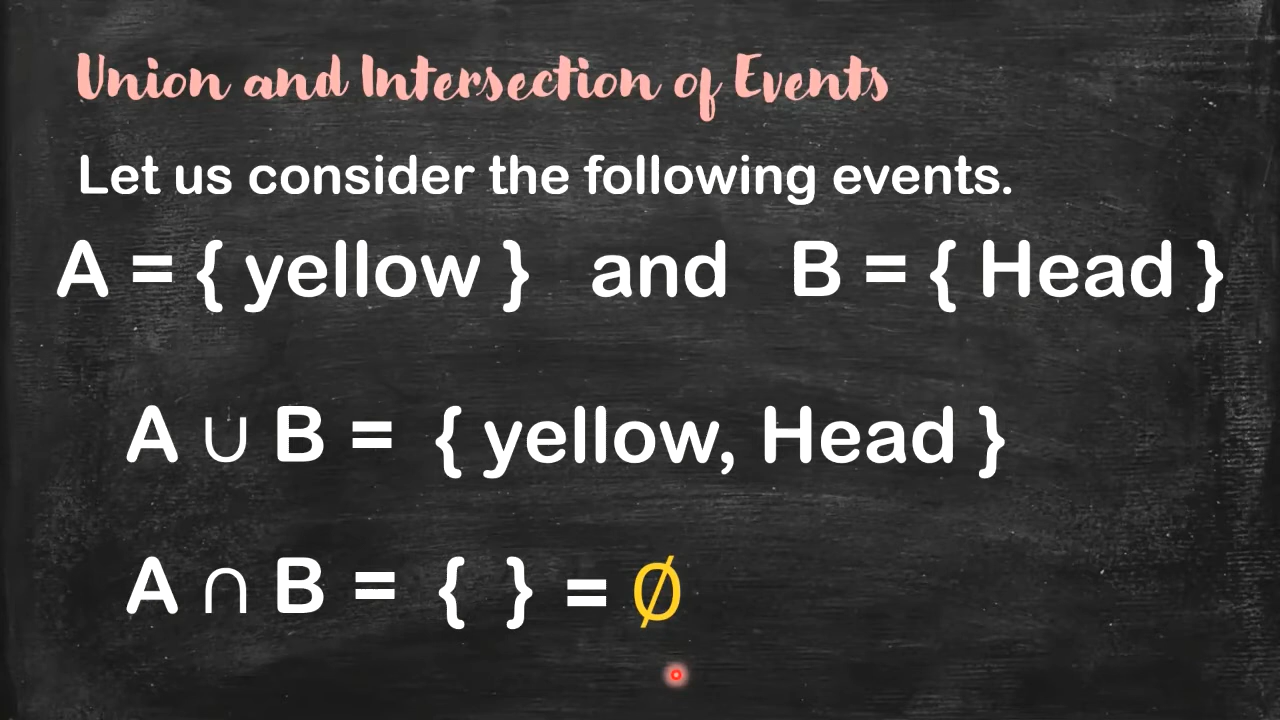 Union and Intersection of Events
Let us consider the following events.
A = { yellow } and B = { Head }
A ∪ B = { yellow, Head }
A ∩ B = { } = ∅